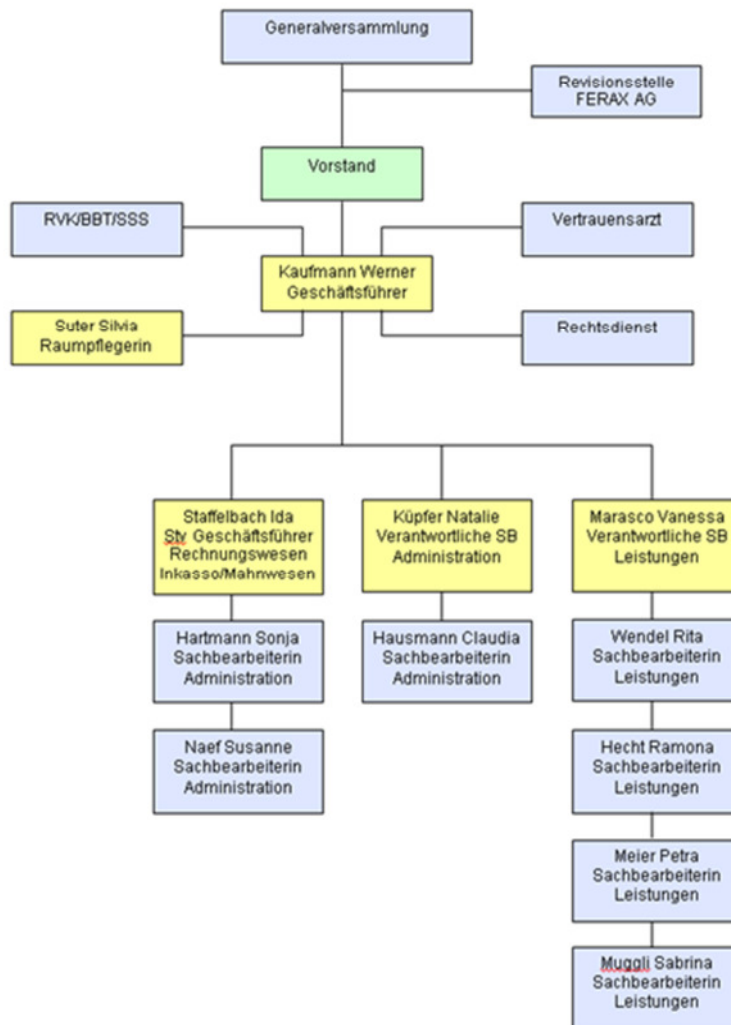 Generalversammlung
Revisionsstelle
FERAX AG
Vorstand
RVK/BBT/SSS
Vertrauensarzt
Kaufmann Werner
Geschäftsführer
Suter Silvia
Raumpflegerin
Rechtsdienst
Staffelbach Ida
Stv Geschäftsführer
Rechnungswesen
Inkasso/Mahnwesen
Küpfer Natalie
Verantwortliche SB
Administration
Marasco Vanessa
Verantwortliche SB
Leistungen
Hartmann Sonja
Sachbearbeiterin
Administration
Hausmann Claudia
Sachbearbeiterin
Administration
Wendel Rita
Sachbearbeiterin
Leistungen
Naef Susanne
Sachbearbeiterin
Administration
Hecht Ramona
Sachbearbeiterin
Leistungen
Meier Petra
Sachbearbeiterin
Leistungen
Muggli Sabrina
Sachbearbeiterin
Leistungen